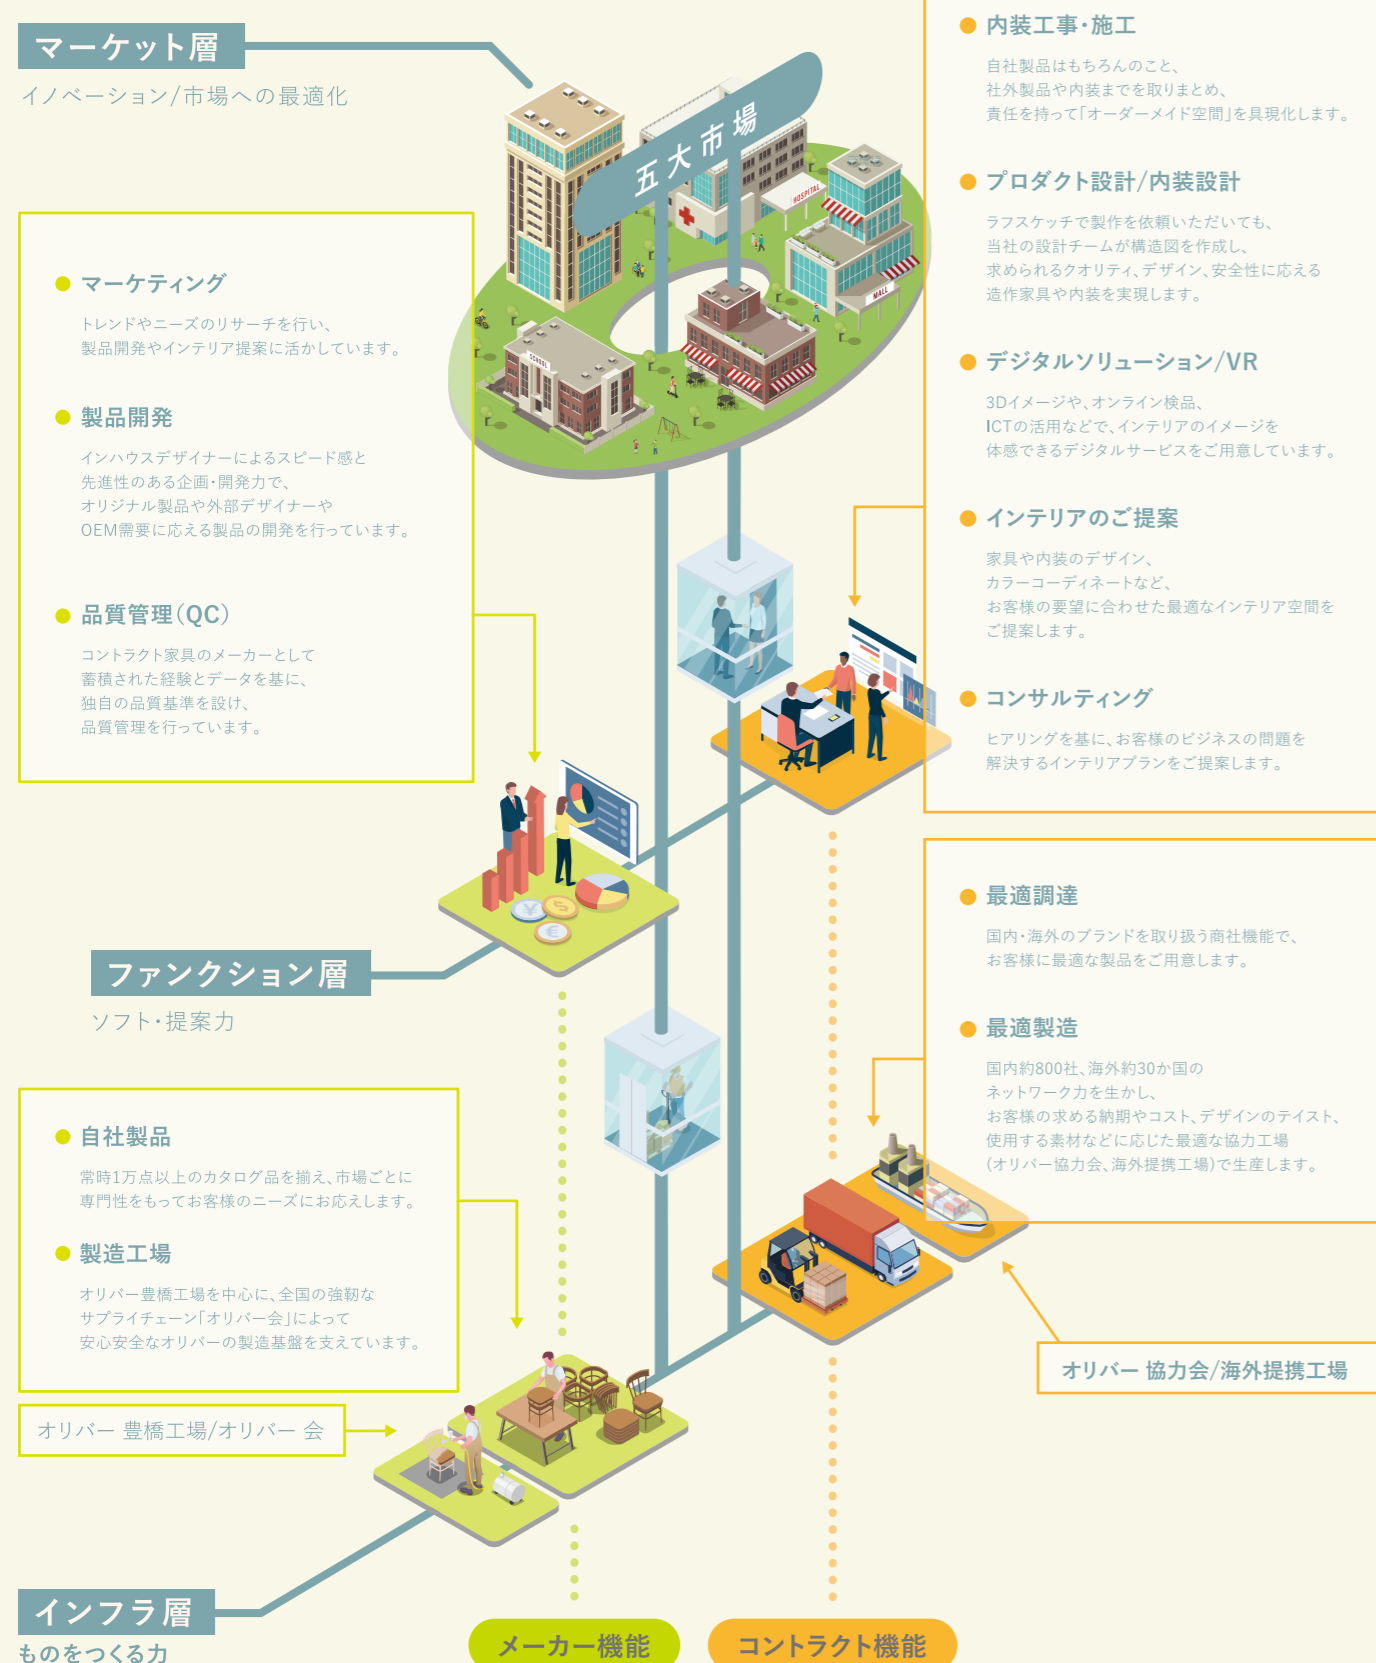 マーケット層
イノベーション/市場への最適化
五大市場
HOSPITAL
MALL
SCHOOL
マーケティング
トレンドやニーズのリサーチを行い、
製品開発やインテリア提案に活かしています。
製品開発
インハウスデザイナーによるスピード感と
先進性のある企画・開発力で、
オリジナル製品や外部デザイナーや
OEM需要に応える製品の開発を行っています。
品質管理(QC)
コントラクト家具のメーカーとして
蓄積された経験とデータを基に、
独自の品質基準を設け、
品質管理を行っています。
内装工事・施工
自社製品はもちろんのこと、
社外製品や内装までを取りまとめ、
責任を持って「オーダーメイド空間」を具現化します。
プロダクト設計/内装設計
ラフスケッチで製作を依頼いただいても、
当社の設計チームが構造図を作成し、
求められるクオリティ、デザイン、安全性に応える
造作家具や内装を実現します。
デジタルソリューション/VR
3Dイメージや、オンライン検品、
ICTの活用などで、インテリアのイメージを
体感できるデジタルサービスをご用意しています。
インテリアのご提案
家具や内装のデザイン、
カラーコーディネートなど、
お客様の要望に合わせた最適なインテリア空間を
ご提案します。
コンサルティング
ヒアリングを基に、お客様のビジネスの問題を
解決するインテリアプランをご提案します。
¥
$
€
ファンクション層
ソフト・提案力
最適調達
国内・海外のブランドを取り扱う商社機能で、
お客様に最適な製品をご用意します。
最適製造
国内約800社、海外約30か国の
ネットワーク力を生かし、
お客様の求める納期やコスト、デザインのテイスト、
使用する素材などに応じた最適な協力工場
(オリバー協力会、海外提携工場)で生産します。
自社製品
常時1万点以上のカタログ品を揃え、市場ごとに
専門性をもってお客様のニーズにお応えします。
製造工場
オリバー豊橋工場を中心に、全国の強靭な
サプライチェーン「オリバー会」によって
安心安全なオリバーの製造基盤を支えています。
オリバー 協力会/海外提携工場
オリバー 豊橋工場/オリバー 会
インフラ層
ものをつくる力
メーカー機能
コントラクト機能